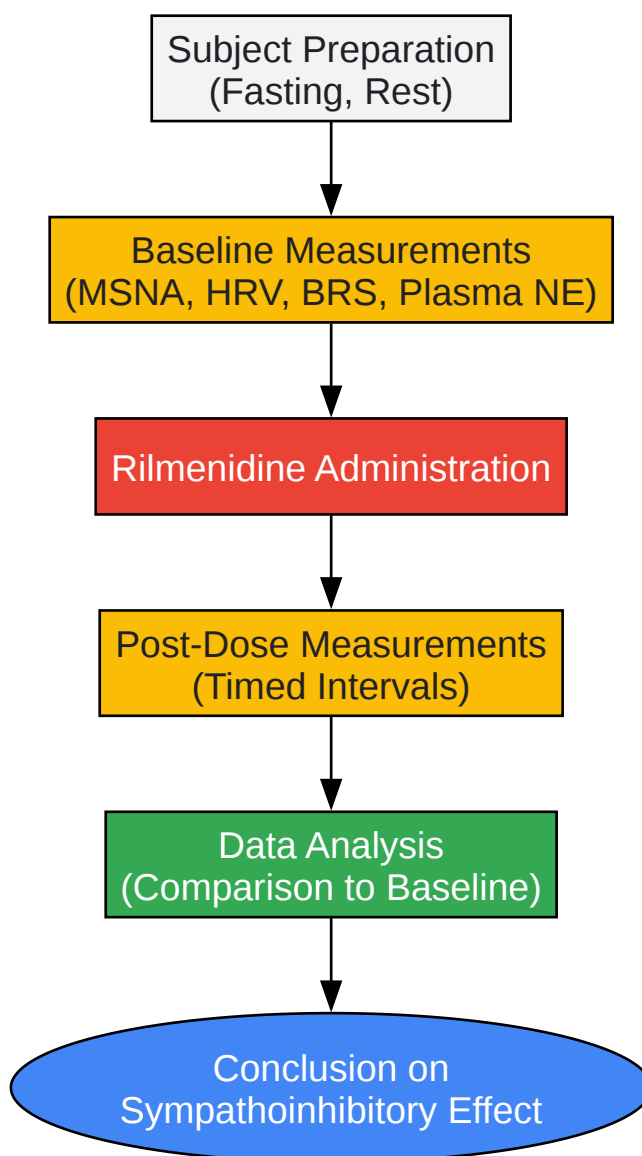 Subject Preparation
(Fasting, Rest)
Baseline Measurements
(MSNA, HRV, BRS, Plasma NE)
Rilmenidine Administration
Post-Dose Measurements
(Timed Intervals)
Data Analysis
(Comparison to Baseline)
Conclusion on
Sympathoinhibitory Effect